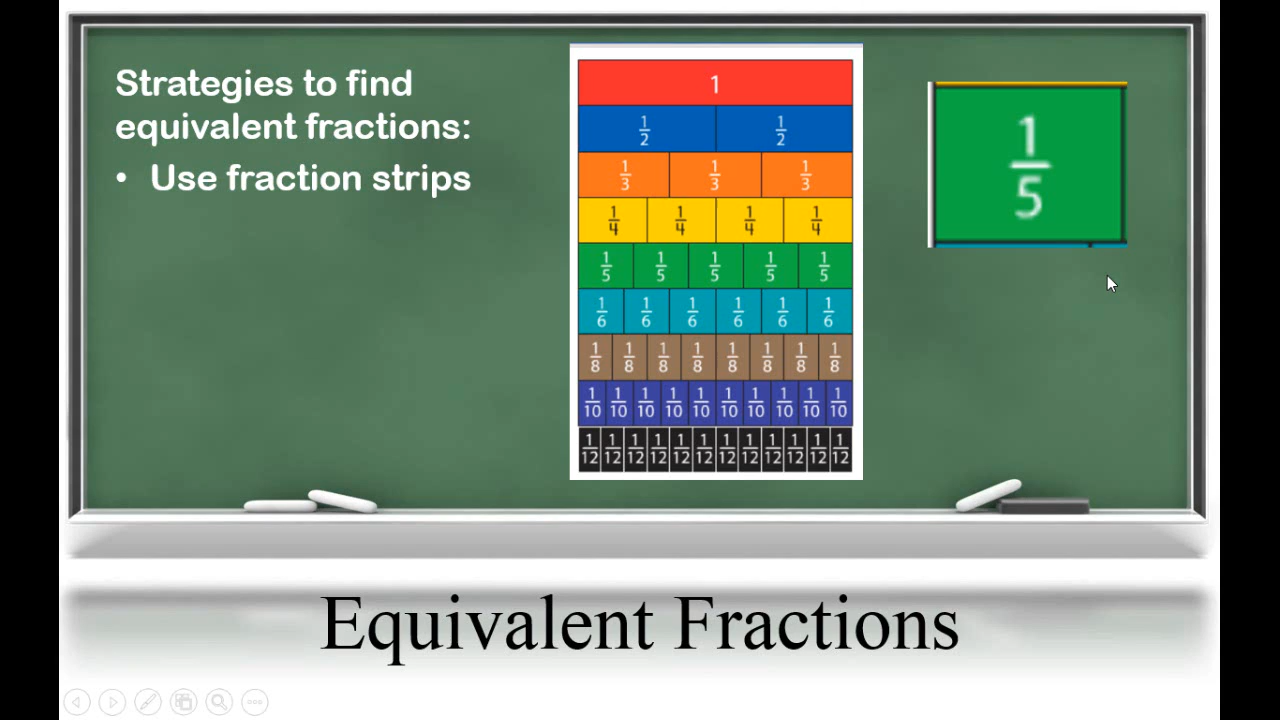 Strategies to find
equivalent fractions:
• Use fraction strips
1
1/2 1/2
1/3 1/3 1/3
1/4 1/4 1/4 1/4
1/5 1/5 1/5 1/5 1/5
1/6 1/6 1/6 1/6 1/6 1/6
1/8 1/8 1/8 1/8 1/8 1/8 1/8 1/8
1/10 1/10 1/10 1/10 1/10 1/10 1/10 1/10 1/10 1/10
1/12 1/12 1/12 1/12 1/12 1/12 1/12 1/12 1/12 1/12 1/12 1/12
1/5
Equivalent Fractions